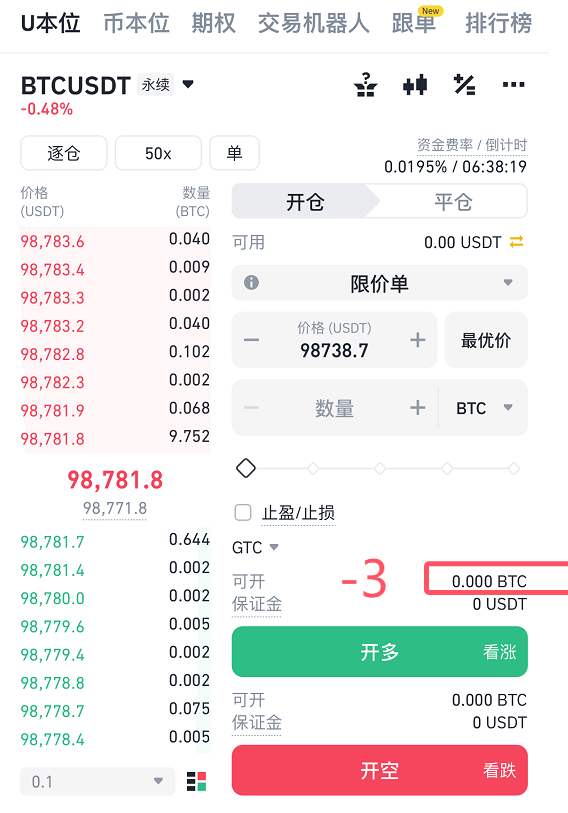 U本位 币本位 期权 交易机器人 跟单 New 排行榜
BTCUSDT 永续
-0.48%
逐仓 50x 单
资金费率 / 倒计时
0.0195% / 06:38:19
价格 数量
(USDT) (BTC)
98,783.6 0.040
98,783.4 0.009
98,783.3 0.002
98,783.2 0.040
98,782.8 0.102
98,782.3 0.002
98,781.9 0.068
98,781.8 9.752
98,781.8
98,771.8
98,781.7 0.644
98,781.4 0.002
98,780.0 0.002
98,779.6 0.005
98,779.4 0.002
98,778.8 0.002
98,778.7 0.075
98,778.4 0.005
0.1
开仓 平仓
可用 0.00 USDT
限价单
价格 (USDT)
98738.7
最优价
数量 BTC
止盈/止损
GTC
-3
可开 0.000 BTC
保证金 0 USDT
开多 看涨
可开 0.000 BTC
保证金 0 USDT
开空 看跌